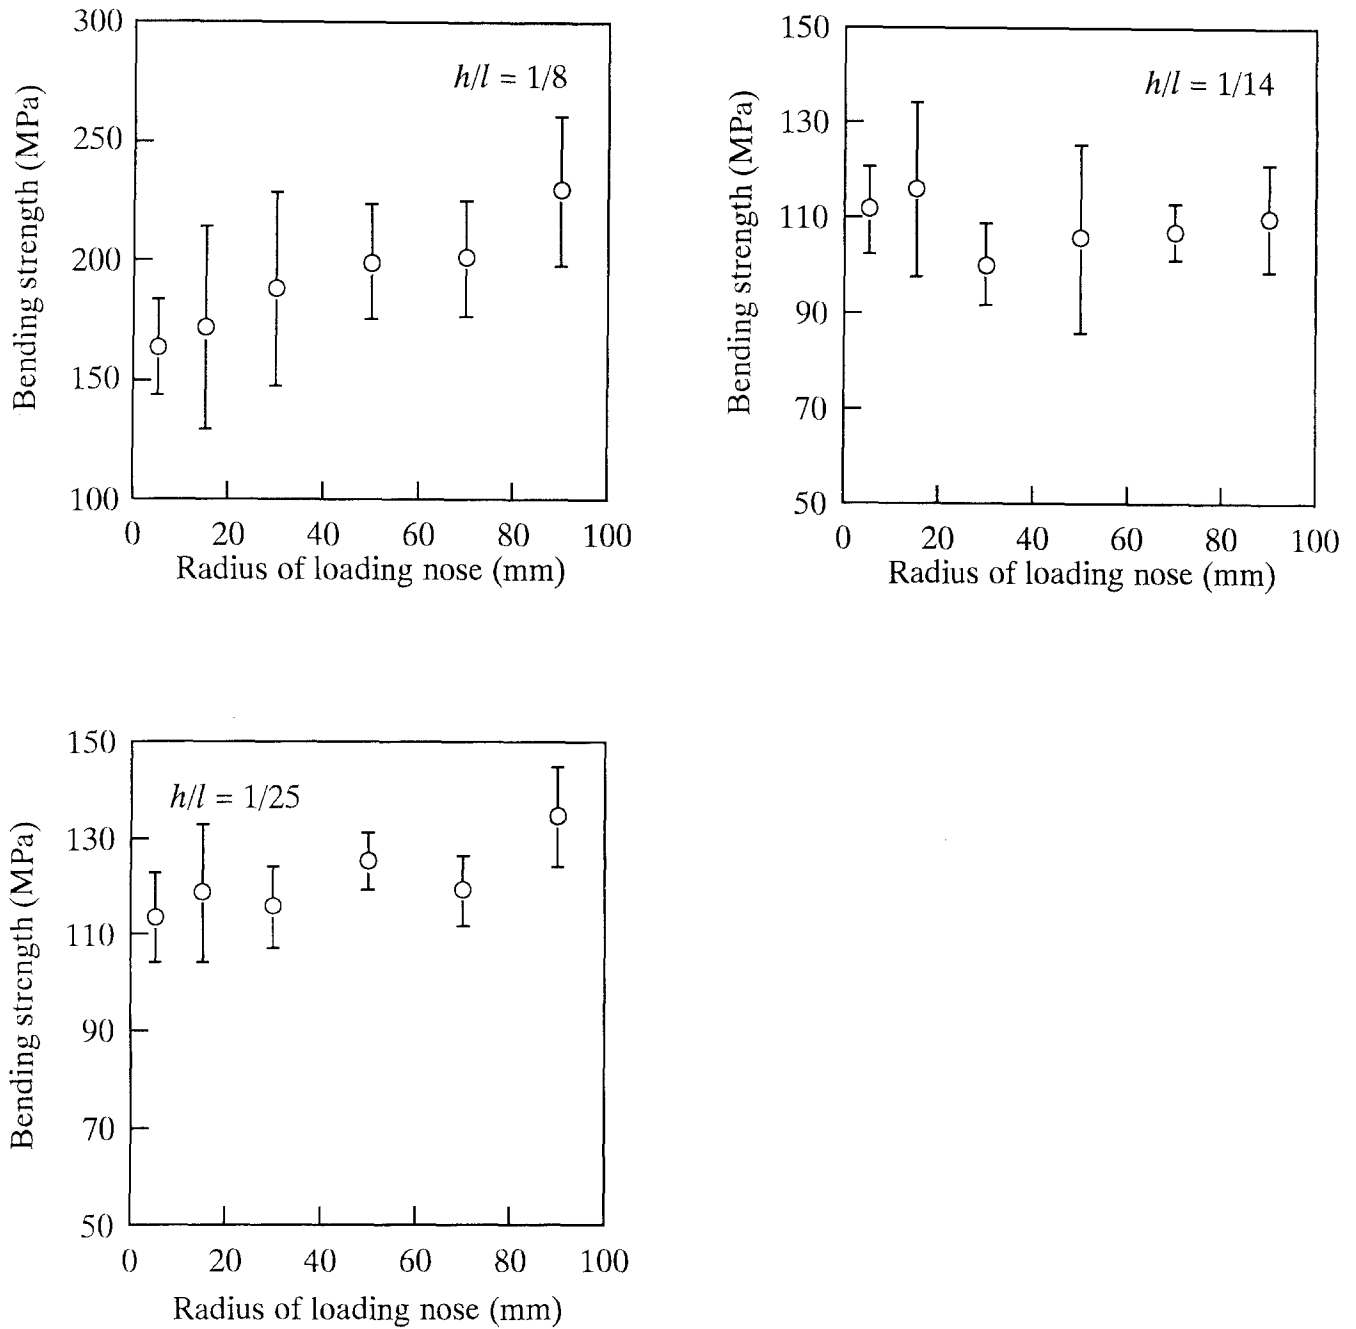 300
250
200
150
100
Bending strength (MPa)
h/l = 1/8
0 20 40 60 80 100
Radius of loading nose (mm)
150
130
110
90
70
50
Bending strength (MPa)
h/l = 1/14
0 20 40 60 80 100
Radius of loading nose (mm)
150
130
110
90
70
50
Bending strength (MPa)
h/l = 1/25
0 20 40 60 80 100
Radius of loading nose (mm)